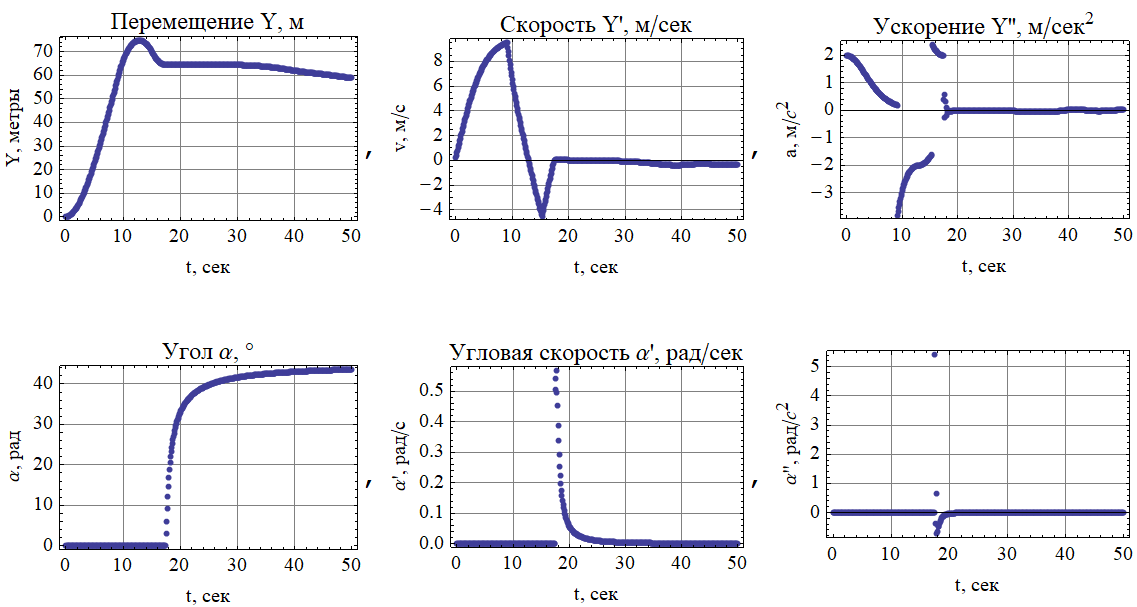 Перемещение Y, м
Y, метры
70
60
50
40
30
20
10
0
0 10 20 30 40 50
t, сек
,
Скорость Y', м/сек
v, м/с
8
6
4
2
0
−2
−4
0 10 20 30 40 50
t, сек
,
Ускорение Y'', м/сек²
a, м/с²
2
1
0
−1
−2
−3
0 10 20 30 40 50
t, сек
Угол α, °
α, рад
40
30
20
10
0
0 10 20 30 40 50
t, сек
,
Угловая скорость α', рад/сек
α', рад/с
0.5
0.4
0.3
0.2
0.1
0.0
0 10 20 30 40 50
t, сек
,
α'', рад/с²
5
4
3
2
1
0
0 10 20 30 40 50
t, сек